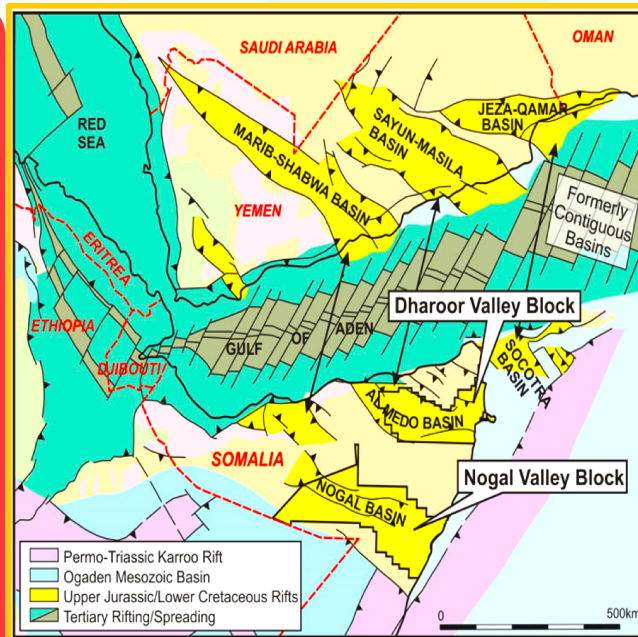 SAUDI ARABIA
OMAN
RED
SEA
JEZA-QAMAR
BASIN
SAYUN-MASILA
BASIN
MARIB-SHABWA BASIN
YEMEN
Formerly
Contiguous
Basins
ERITREA
ETHIOPIA
DJIBOUTI
GULF OF ADEN
Dharoor Valley Block
SOCOTRA
BASIN
AL MEDO BASIN
SOMALIA
Nogal Valley Block
NOGAL BASIN
Permo-Triassic Karroo Rift
Ogaden Mesozoic Basin
Upper Jurassic/Lower Cretaceous Rifts
Tertiary Rifting/Spreading
0 500km